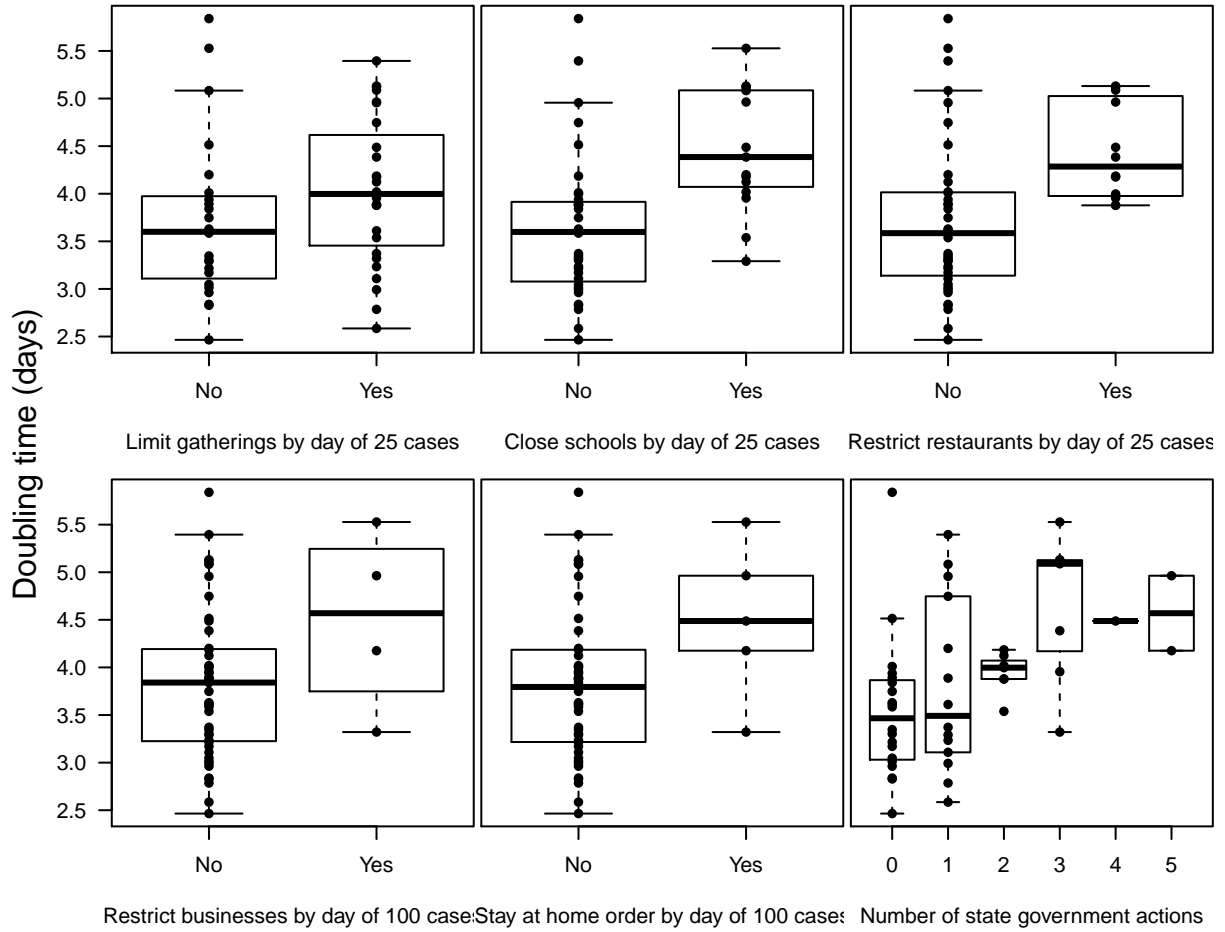 Doubling time (days)
5.5
5.0
4.5
4.0
3.5
3.0
2.5
No Yes
Limit gatherings by day of 25 cases
No Yes
Close schools by day of 25 cases
No Yes
Restrict restaurants by day of 25 cases
5.5
5.0
4.5
4.0
3.5
3.0
2.5
No Yes
Restrict businesses by day of 100 cases
No Yes
Stay at home order by day of 100 cases
0 1 2 3 4 5
Number of state government actions